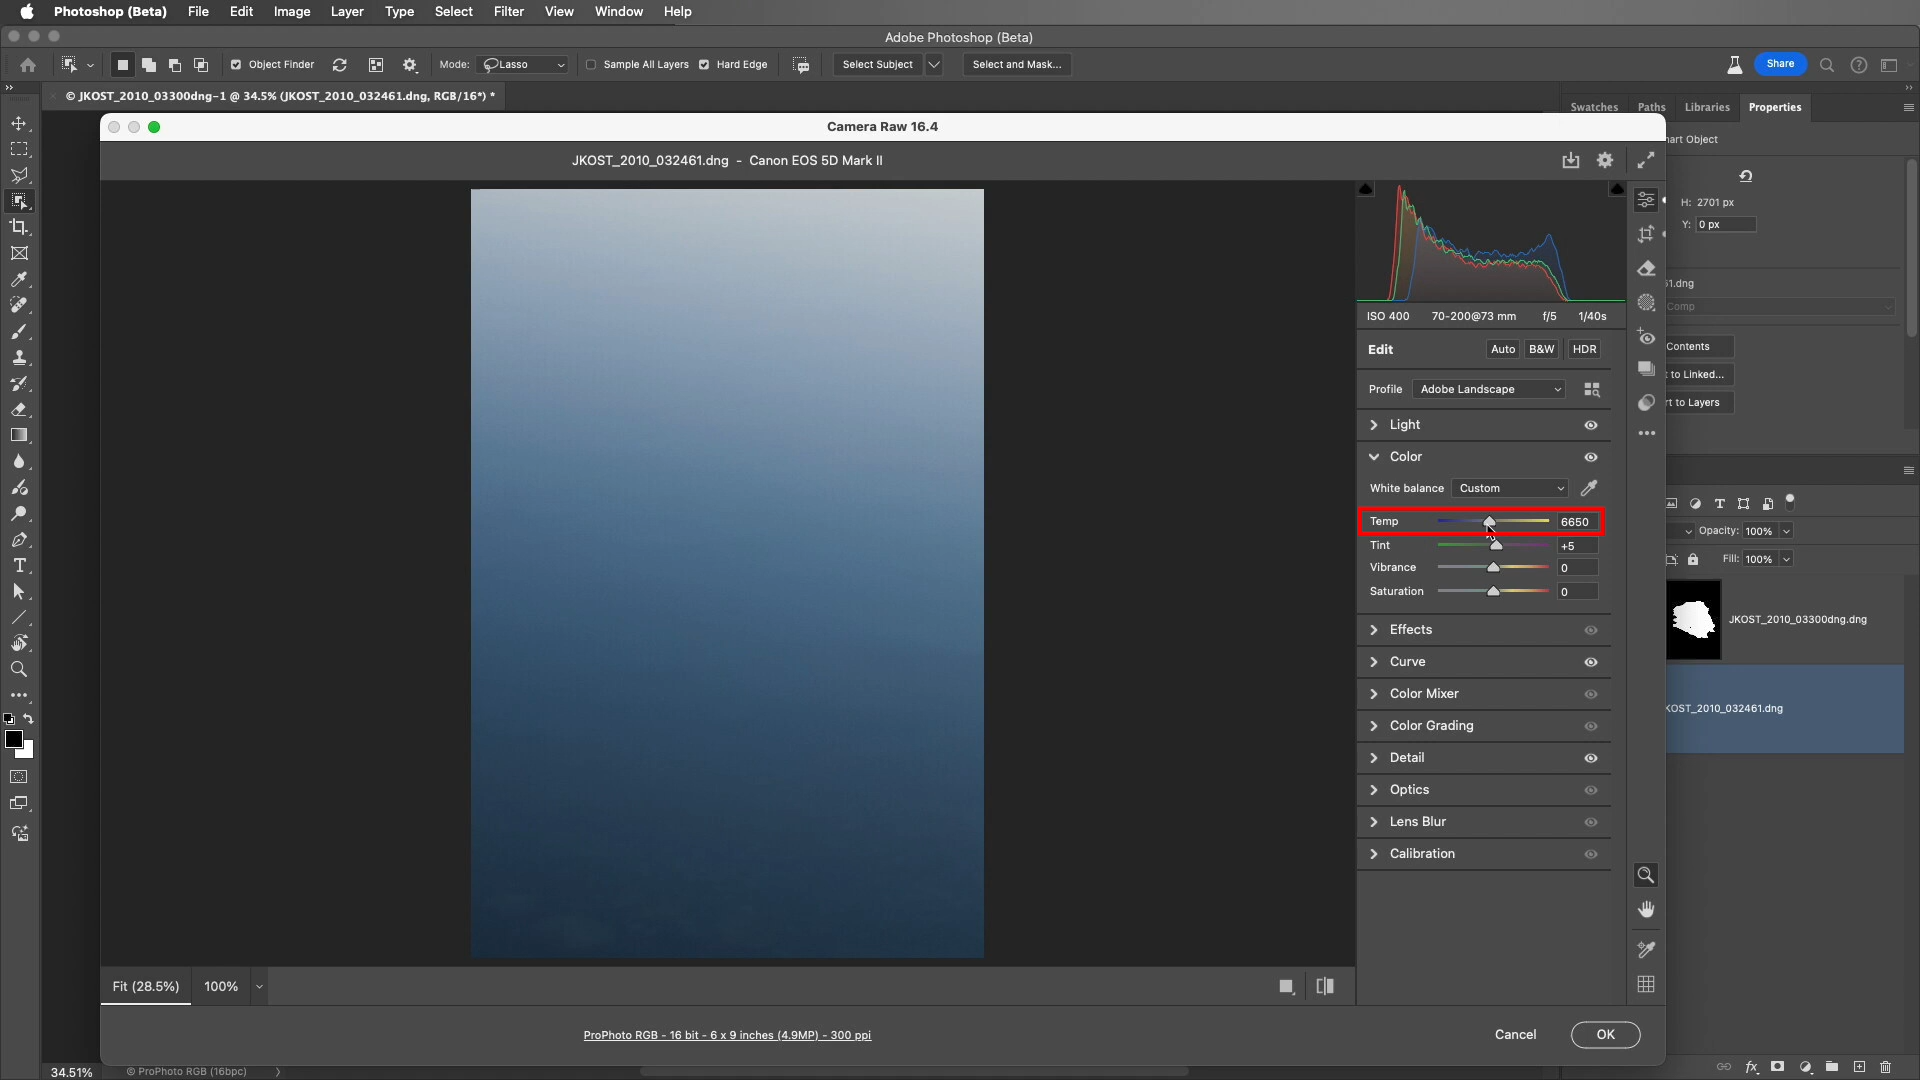 Photoshop (Beta) File Edit Image Layer Type Select Filter View Window Help
Adobe Photoshop (Beta)
Object Finder Mode: Lasso Sample All Layers Hard Edge Select Subject Select and Mask... Share
© JKOST_2010_03300dng-1 @ 34.5% (JKOST_2010_032461.dng, RGB/16*) *
Swatches Paths Libraries Properties
Camera Raw 16.4
JKOST_2010_032461.dng - Canon EOS 5D Mark II
art Object
H: 2701 px
Y: 0 px
ISO 400 70-200@73 mm f/5 1/40s
Edit Auto B&W HDR
Profile Adobe Landscape
Light
Color
White balance Custom
Temp 6650
Tint +5
Vibrance 0
Saturation 0
Effects
Curve
Color Mixer
Color Grading
Detail
Optics
Lens Blur
Calibration
61.dng
Comp
Contents
t to Linked...
rt to Layers
Opacity: 100%
Fill: 100%
JKOST_2010_03300dng.dng
KOST_2010_032461.dng
Fit (28.5%) 100%
ProPhoto RGB - 16 bit - 6 x 9 inches (4.9MP) - 300 ppi
Cancel OK
34.51% © ProPhoto RGB (16bpc)